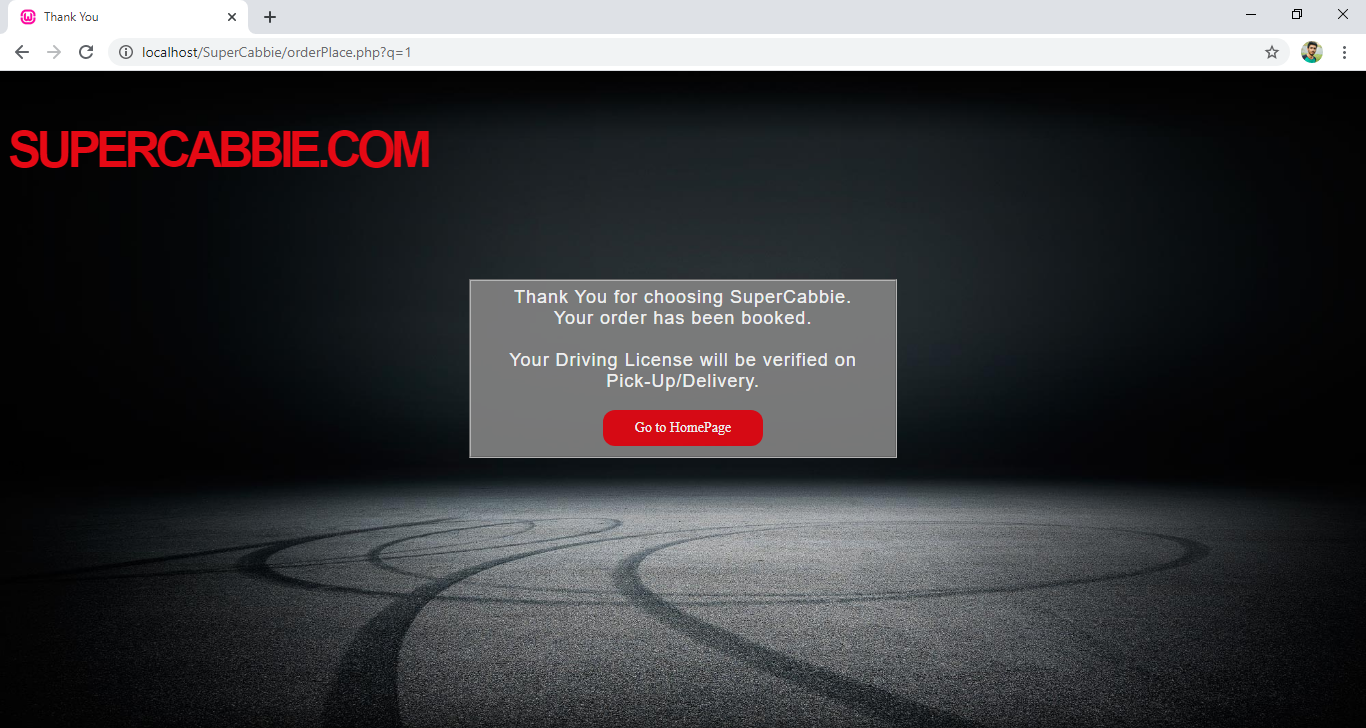 Thank You
localhost/SuperCabbie/orderPlace.php?q=1
SUPERCABBIE.COM
Thank You for choosing SuperCabbie.
Your order has been booked.
Your Driving License will be verified on
Pick-Up/Delivery.
Go to HomePage